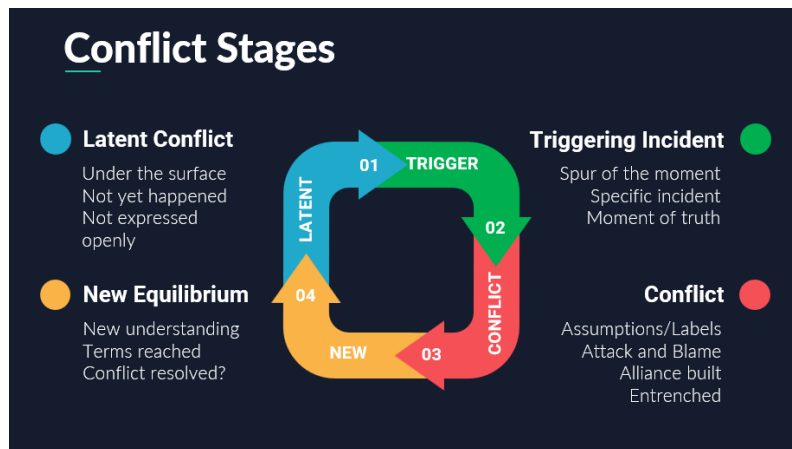 Conflict Stages
Latent Conflict
Under the surface
Not yet happened
Not expressed
openly
Triggering Incident
Spur of the moment
Specific incident
Moment of truth
01
TRIGGER
02
LATENT
CONFLICT
04
NEW
03
New Equilibrium
New understanding
Terms reached
Conflict resolved?
Conflict
Assumptions/Labels
Attack and Blame
Alliance built
Entrenched